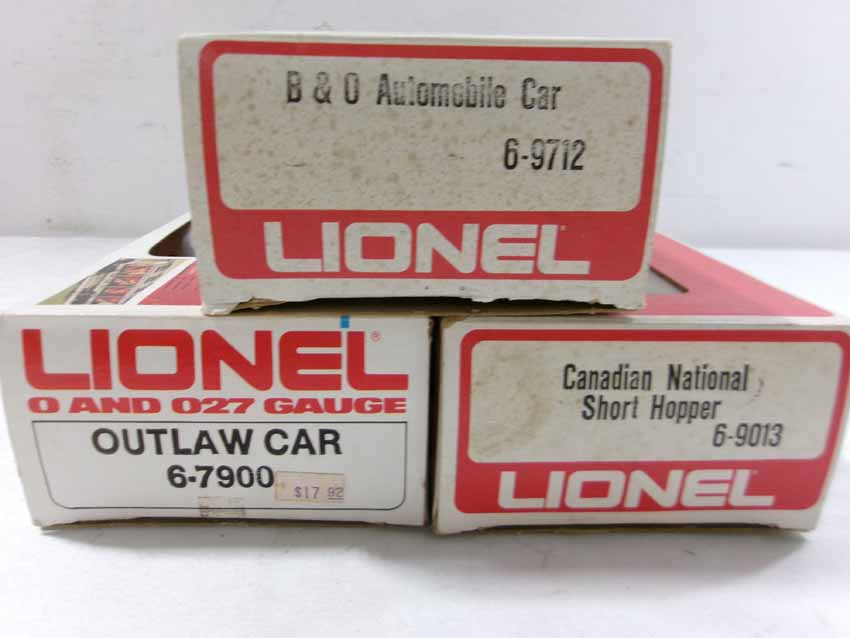 B & O Automobile Car
6-9712
LIONEL
LIONEL®
O AND O27 GAUGE
OUTLAW CAR
6-7900
$17.92
Canadian National
Short Hopper
6-9013
LIONEL